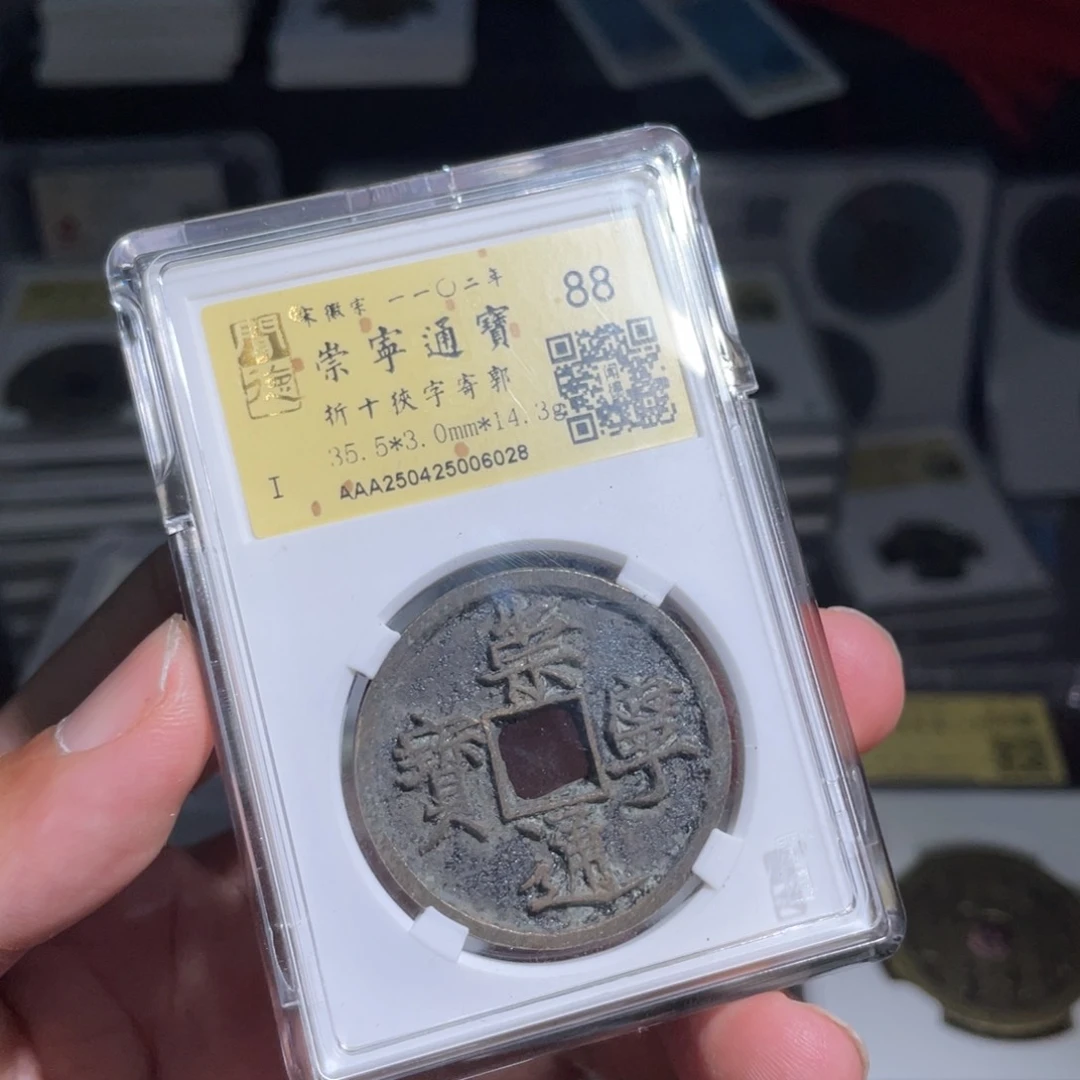 宋徽宗 一一〇二年
88
崇寧通寶
折十狹字寄郭
35.5*3.0mm*14.3g
I
AAA250425006028
崇寧通寶